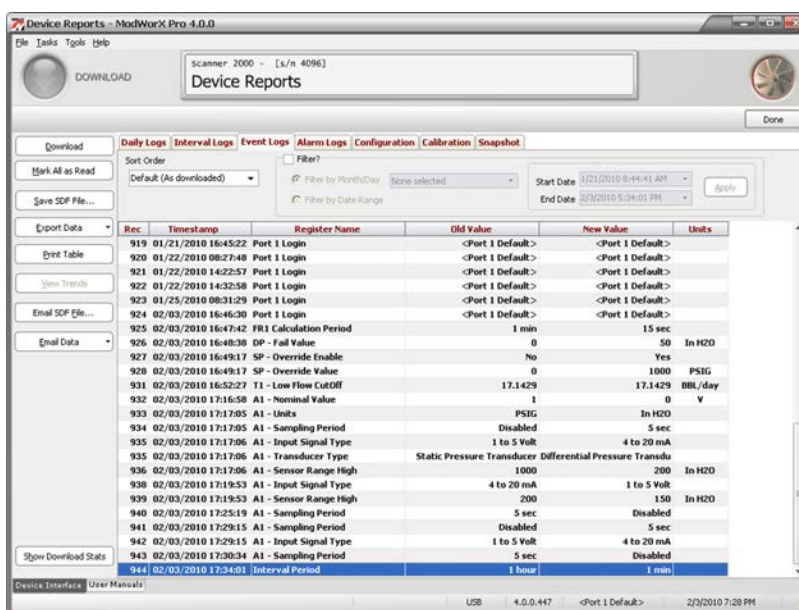 Device Reports - ModWorX Pro 4.0.0
File Tasks Tools Help
DOWNLOAD
Scanner 2000 - [s/n 4096]
Device Reports
Done
Download
Mark All as Read
Save SDF File...
Export Data
Print Table
View Trends
Email SDF File...
Email Data
Show Download Stats
Daily Logs Interval Logs Event Logs Alarm Logs Configuration Calibration Snapshot
Sort Order
Default (As downloaded)
Filter?
Filter by Month/Day None selected
Filter by Date Range
Start Date 1/21/2010 8:44:41 AM
End Date 2/3/2010 5:34:01 PM
Apply
Rec Timestamp Register Name Old Value New Value Units
919 01/21/2010 16:45:22 Port 1 Login <Port 1 Default> <Port 1 Default>
920 01/22/2010 08:27:48 Port 1 Login <Port 1 Default> <Port 1 Default>
921 01/22/2010 14:22:57 Port 1 Login <Port 1 Default> <Port 1 Default>
922 01/22/2010 14:32:58 Port 1 Login <Port 1 Default> <Port 1 Default>
923 01/25/2010 08:31:29 Port 1 Login <Port 1 Default> <Port 1 Default>
924 02/03/2010 16:46:30 Port 1 Login <Port 1 Default> <Port 1 Default>
925 02/03/2010 16:47:42 FR1 Calculation Period 1 min 15 sec
926 02/03/2010 16:48:38 DP - Fail Value 0 50 In H2O
927 02/03/2010 16:49:17 SP - Override Enable No Yes
928 02/03/2010 16:49:17 SP - Override Value 0 1000 PSIG
931 02/03/2010 16:52:27 T1 - Low Flow CutOff 17.1429 17.1429 BBL/day
932 02/03/2010 17:16:58 A1 - Nominal Value 1 0 V
933 02/03/2010 17:17:05 A1 - Units PSIG In H2O
934 02/03/2010 17:17:05 A1 - Sampling Period Disabled 5 sec
935 02/03/2010 17:17:06 A1 - Input Signal Type 1 to 5 Volt 4 to 20 mA
935 02/03/2010 17:17:06 A1 - Transducer Type Static Pressure Transducer Differential Pressure Transdu
936 02/03/2010 17:17:06 A1 - Sensor Range High 1000 200 In H2O
938 02/03/2010 17:19:53 A1 - Input Signal Type 4 to 20 mA 1 to 5 Volt
939 02/03/2010 17:19:53 A1 - Sensor Range High 200 150 In H2O
940 02/03/2010 17:25:19 A1 - Sampling Period 5 sec Disabled
941 02/03/2010 17:29:15 A1 - Sampling Period Disabled 5 sec
942 02/03/2010 17:29:15 A1 - Input Signal Type 1 to 5 Volt 4 to 20 mA
943 02/03/2010 17:30:34 A1 - Sampling Period 5 sec Disabled
944 02/03/2010 17:34:01 Interval Period 1 hour 1 min
Device Interface User Manuals
USB 4.0.0.447 <Port 1 Default> 2/3/2010 7:28 PM